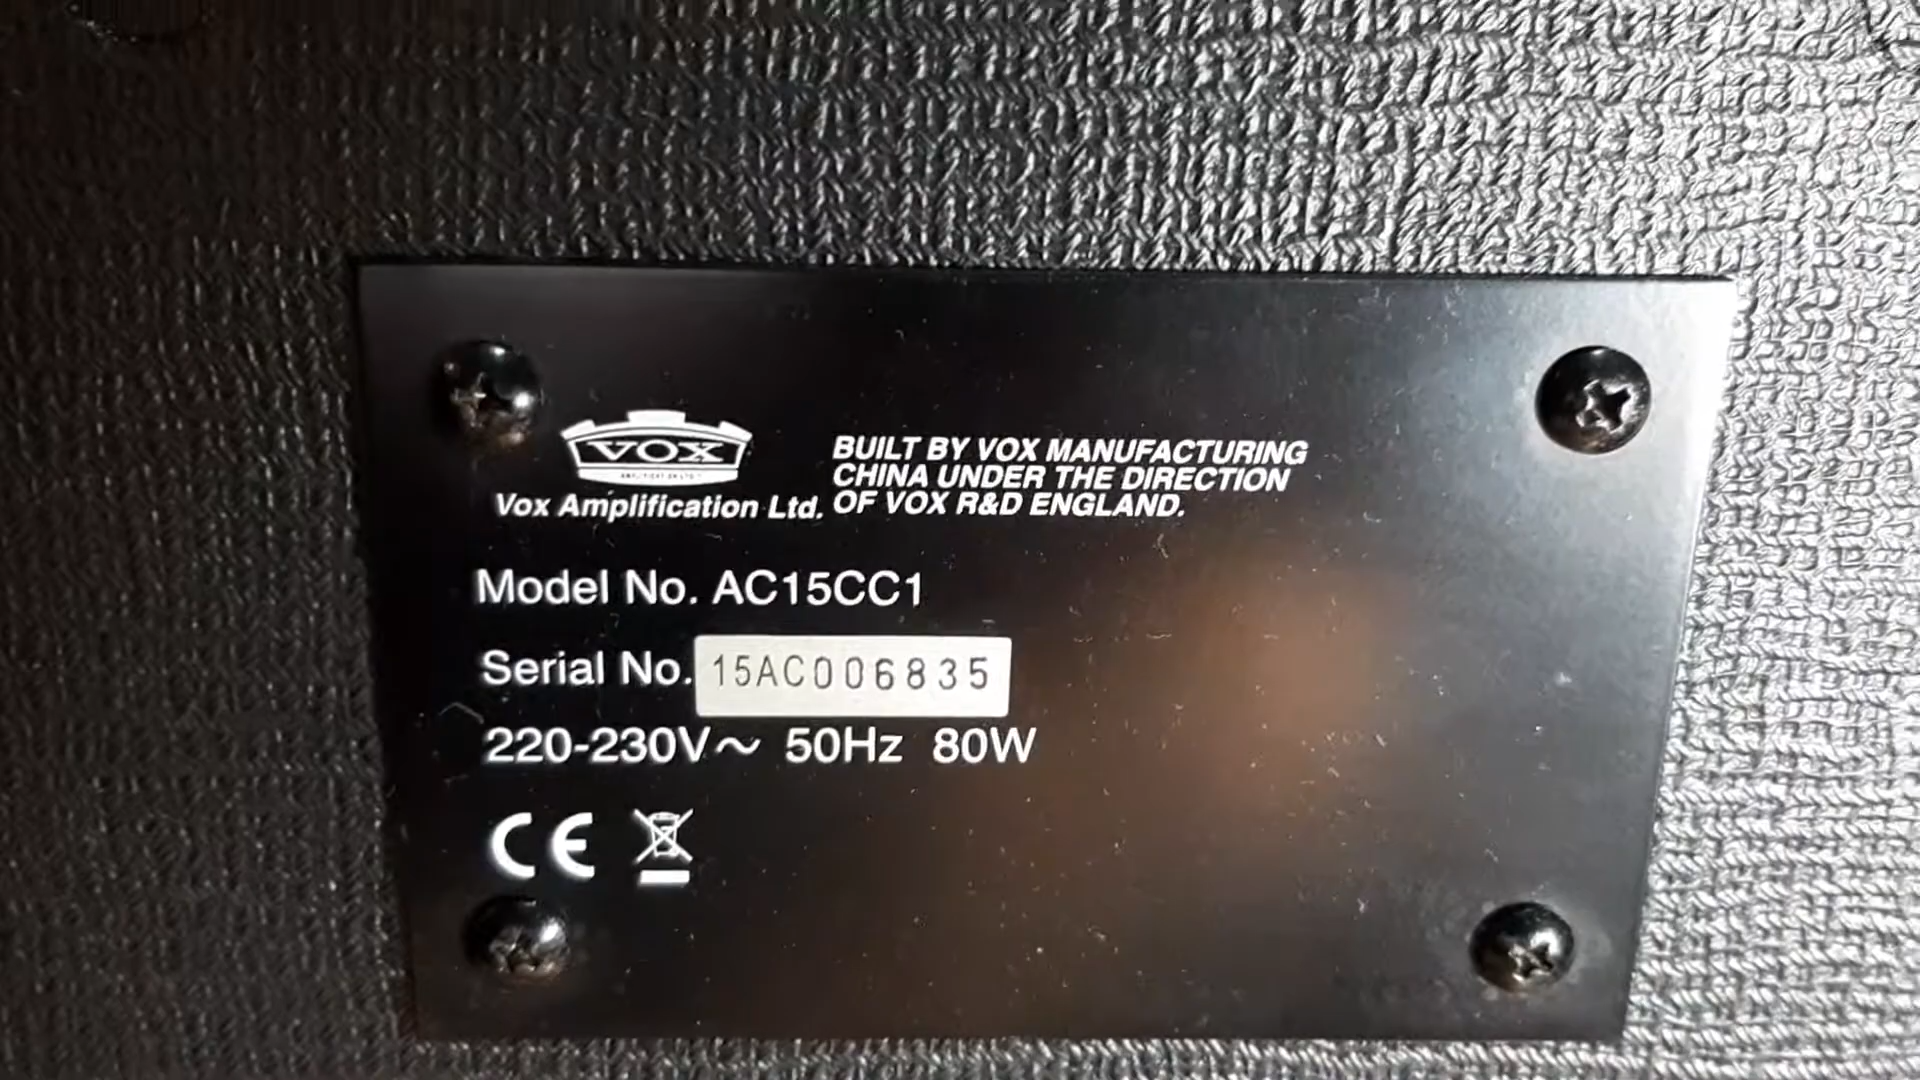 VOX
Vox Amplification Ltd.
BUILT BY VOX MANUFACTURING
CHINA UNDER THE DIRECTION
OF VOX R&D ENGLAND.
Model No. AC15CC1
Serial No. 15AC006835
220-230V~ 50Hz 80W
CE